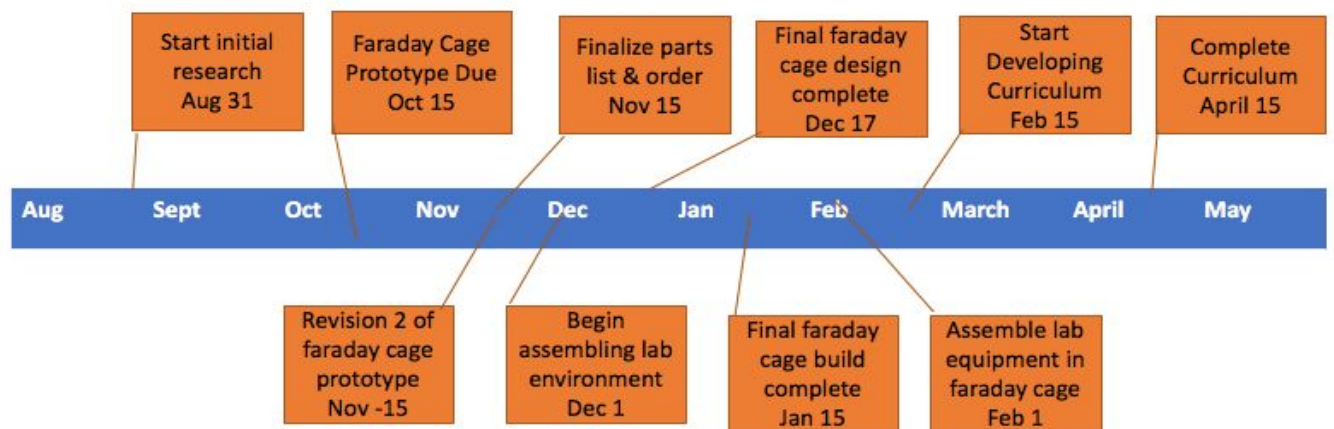 Start initial
research
Aug 31
Faraday Cage
Prototype Due
Oct 15
Finalize parts
list & order
Nov 15
Final faraday
cage design
complete
Dec 17
Start
Developing
Curriculum
Feb 15
Complete
Curriculum
April 15
Aug Sept Oct Nov Dec Jan Feb March April May
Revision 2 of
faraday cage
prototype
Nov -15
Begin
assembling lab
environment
Dec 1
Final faraday
cage build
complete
Jan 15
Assemble lab
equipment in
faraday cage
Feb 1